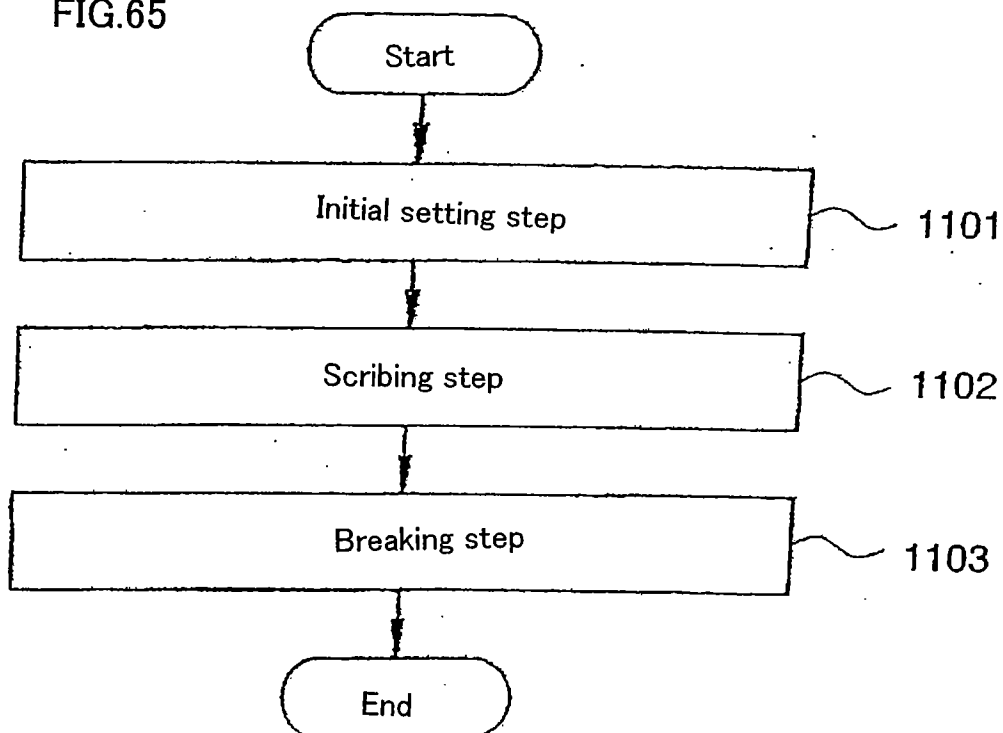 FIG.65
Start
Initial setting step
1101
Scribing step
1102
Breaking step
1103
End